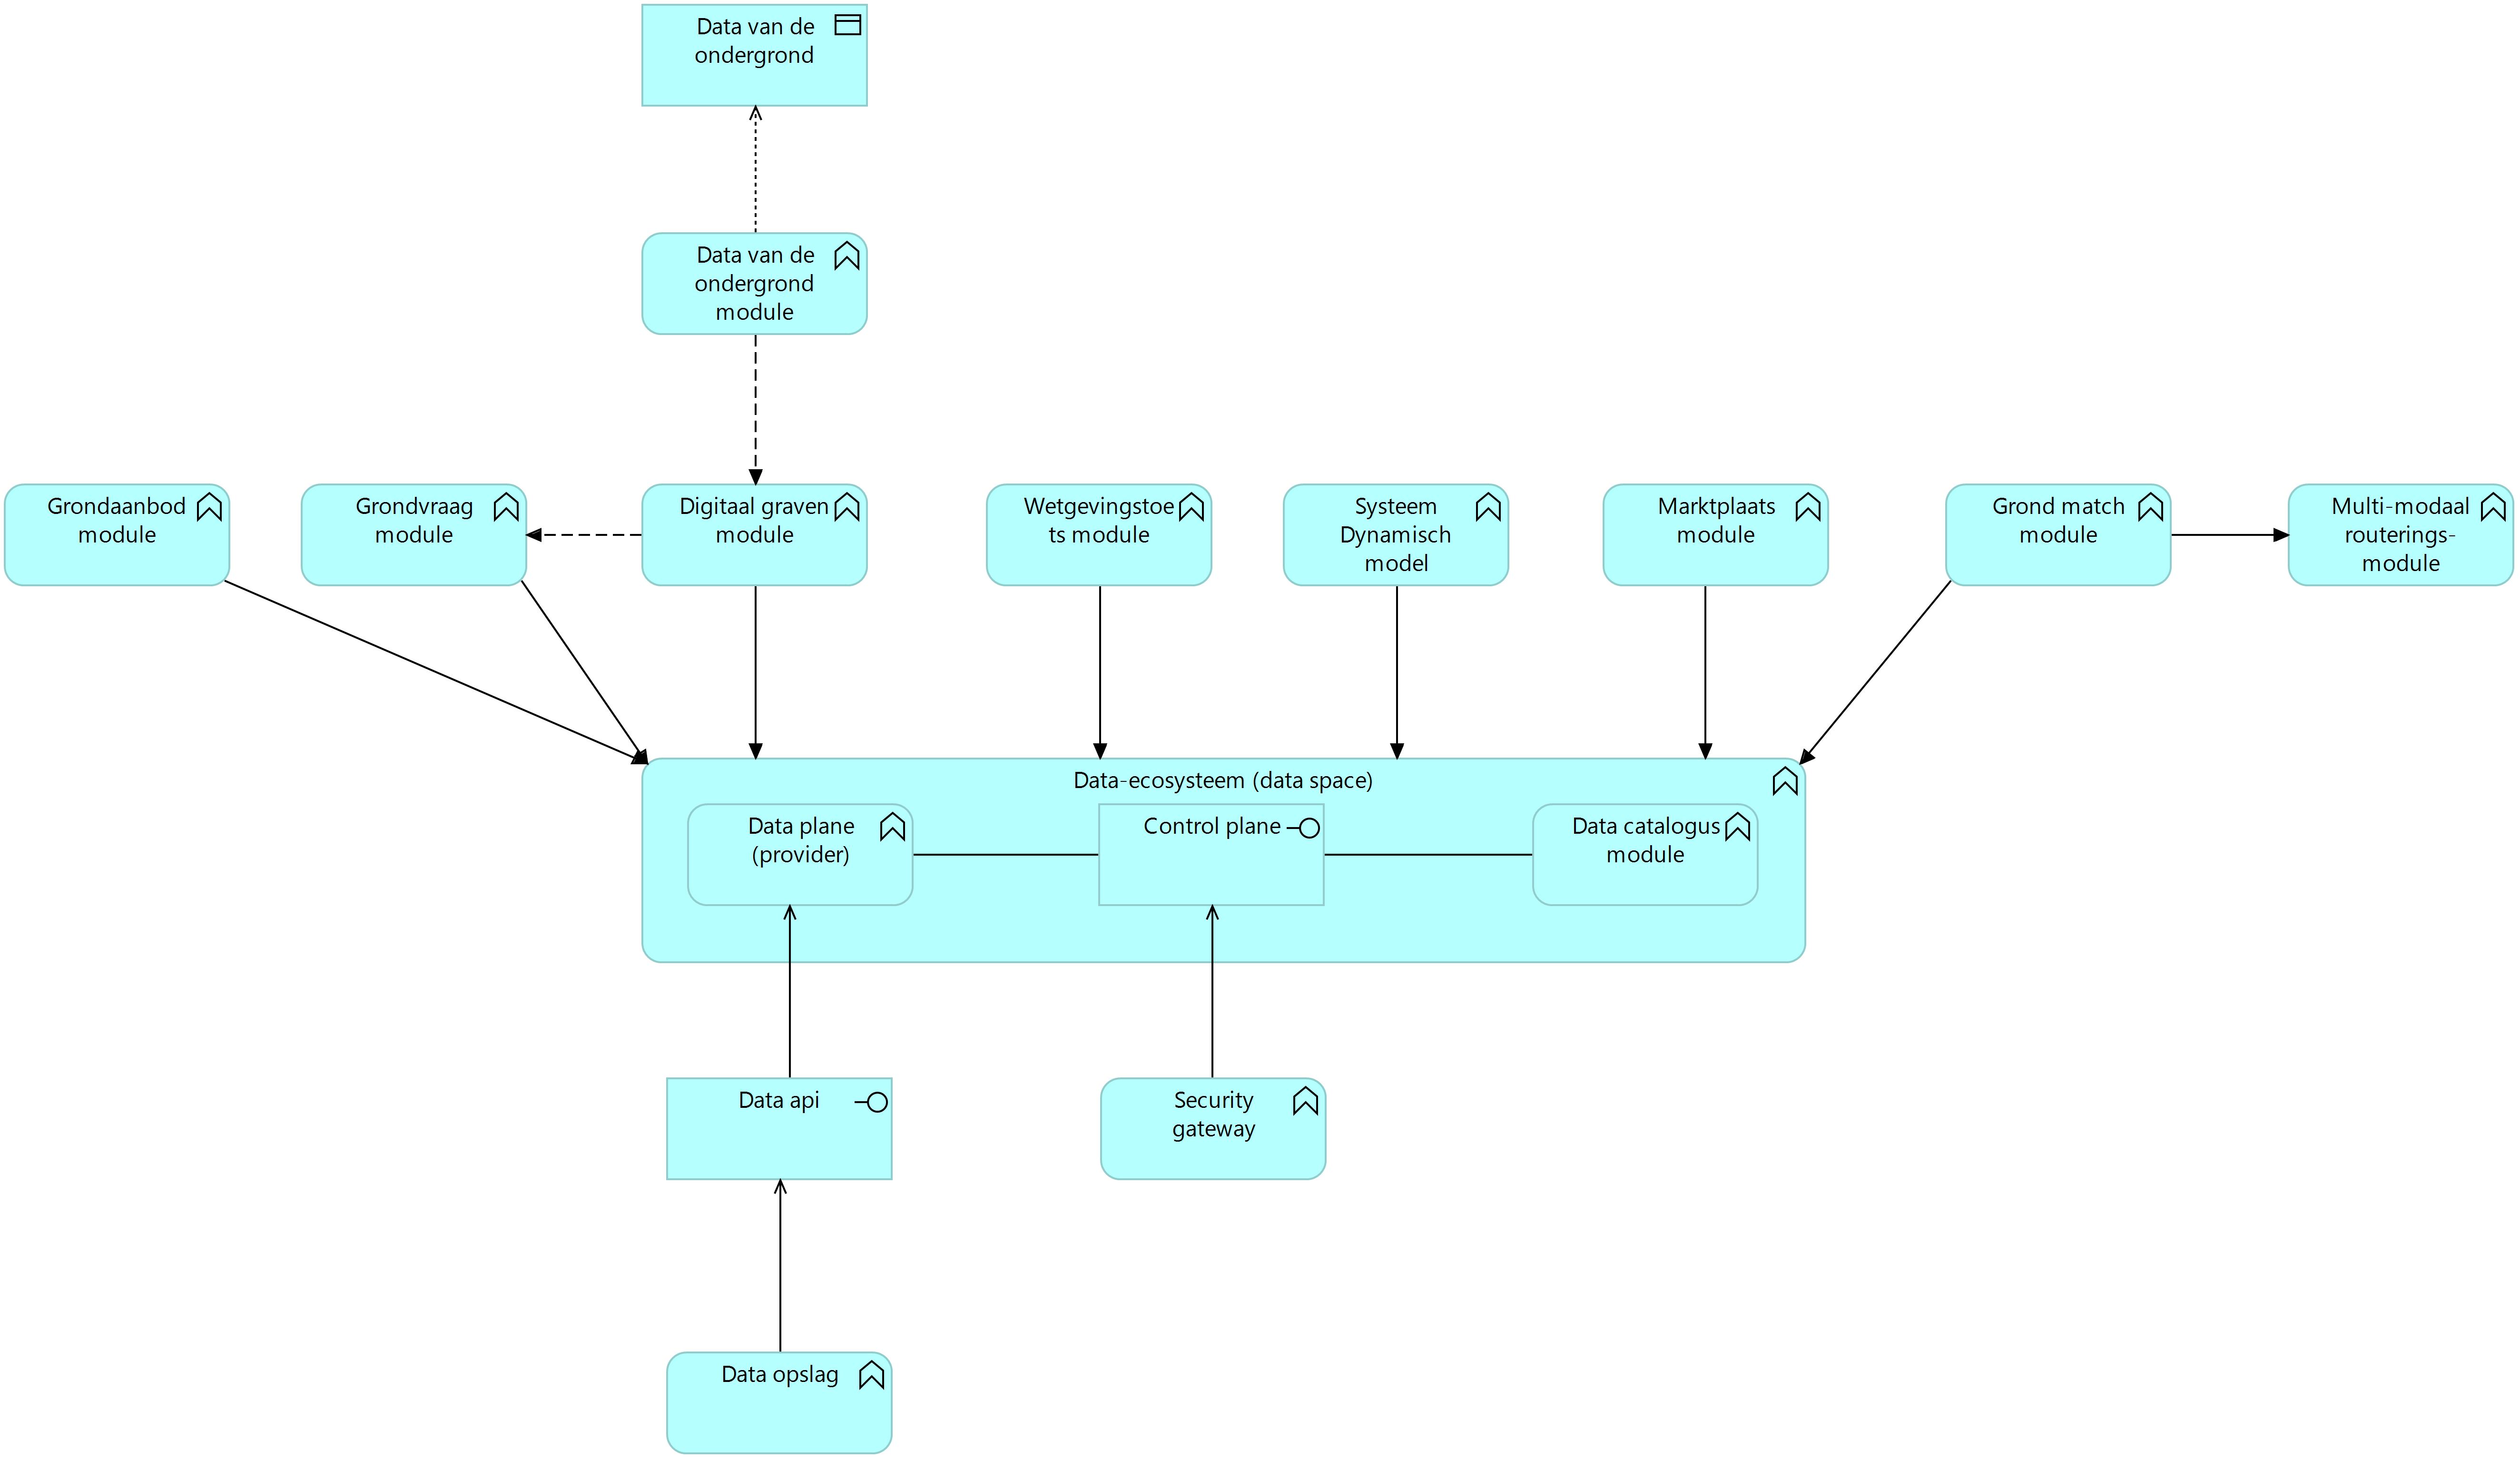 Data van de
ondergrond
Data van de
ondergrond
module
Grondaanbod
module
Grondvraag
module
Digitaal graven
module
Wetgevingstoe
ts module
Systeem
Dynamisch
model
Marktplaats
module
Grond match
module
Multi-modaal
routerings-
module
Data-ecosysteem (data space)
Data plane
(provider)
Control plane
Data catalogus
module
Data api
Security
gateway
Data opslag